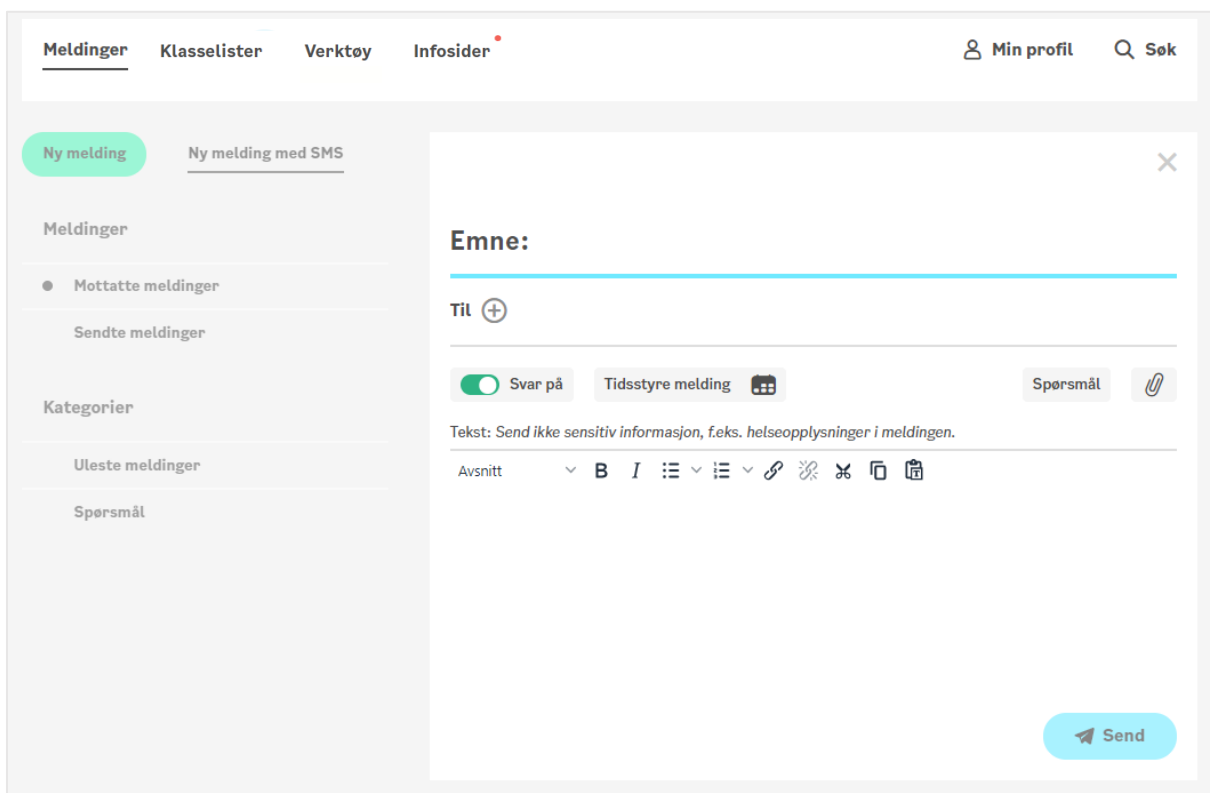 Meldinger Klasselister Verktøy Infosider Min profil Søk
Ny melding Ny melding med SMS
Meldinger
Mottatte meldinger
Sendte meldinger
Kategorier
Uleste meldinger
Spørsmål
Emne:
Til
Svar på Tidsstyre melding Spørsmål
Tekst: Send ikke sensitiv informasjon, f.eks. helseopplysninger i meldingen.
Avsnitt B I
Send